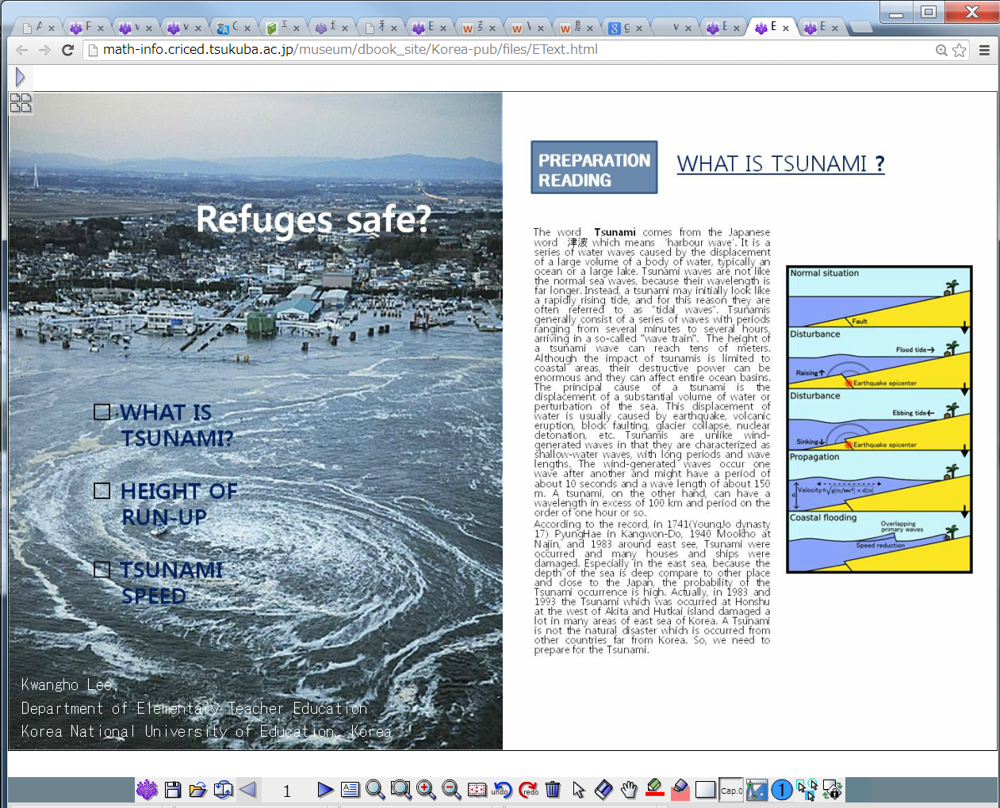 math-info.criced.tsukuba.ac.jp/museum/dbook_site/Korea-pub/files/EText.html
Refuges safe?
WHAT IS
TSUNAMI?
HEIGHT OF
RUN-UP
TSUNAMI
SPEED
Kwangho Lee,
Department of Elementary Teacher Education
Korea National University of Education, Korea
PREPARATION
READING
WHAT IS TSUNAMI ?
The word Tsunami comes from the Japanese
word 津波 which means 'harbour wave'. It is a
series of water waves caused by the displacement
of a large volume of a body of water, typically an
ocean or a large lake. Tsunami waves are not like
the normal sea waves, because their wavelength is
far longer. Instead, a tsunami may initially look like
a rapidly rising tide, and for this reason they are
often referred to as "tidal waves". Tsunamis
generally consist of a series of waves with periods
ranging from several minutes to several hours,
arriving in a so-called "wave train". The height of
a tsunami wave can reach tens of meters.
Although the impact of tsunamis is limited to
coastal areas, their destructive power can be
enormous and they can affect entire ocean basins.
The principal cause of a tsunami is the
displacement of a substantial volume of water or
perturbation of the sea. This displacement of
water is usually caused by earthquake, volcanic
eruption, block faulting, glacier collapse, nuclear
detonation, etc. Tsunamis are unlike wind-
generated waves in that they are characterized as
shallow-water waves, with long periods and wave
lengths. The wind-generated waves occur one
wave after another and might have a period of
about 10 seconds and a wave length of about 150
m. A tsunami, on the other hand, can have a
wavelength in excess of 100 km and period on the
order of one hour or so.
According to the record, in 1741(YoungJo dynasty
17) PyungHae in Kangwon-Do, 1940 Mookho at
Najin, and 1983 around east see, Tsunami were
occurred and many houses and ships were
damaged. Especially in the east sea, because the
depth of the sea is deep compare to other place
and close to the Japan, the probability of the
Tsunami occurrence is high. Actually, in 1983 and
1993 the Tsunami which was occurred at Honshu
at the west of Akita and Hutkai island damaged a
lot in many areas of east sea of Korea. A Tsunami
is not the natural disaster which is occurred from
other countries far from Korea. So, we need to
prepare for the Tsunami.
Normal situation
Fault
Disturbance
Flood tide
Raising
Earthquake epicenter
Disturbance
Ebbing tide
Sinking
Earthquake epicenter
Propagation
d
Velocity=√g[m/sec²] × d[m]
Coastal flooding
Overlapping
primary waves
Speed reduction
1
undo
redo
Cap.0
1